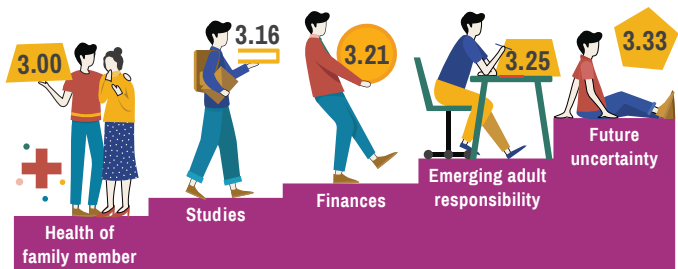 3.00
Health of
family member
3.16
Studies
3.21
Finances
3.25
Emerging adult
responsibility
3.33
Future
uncertainty